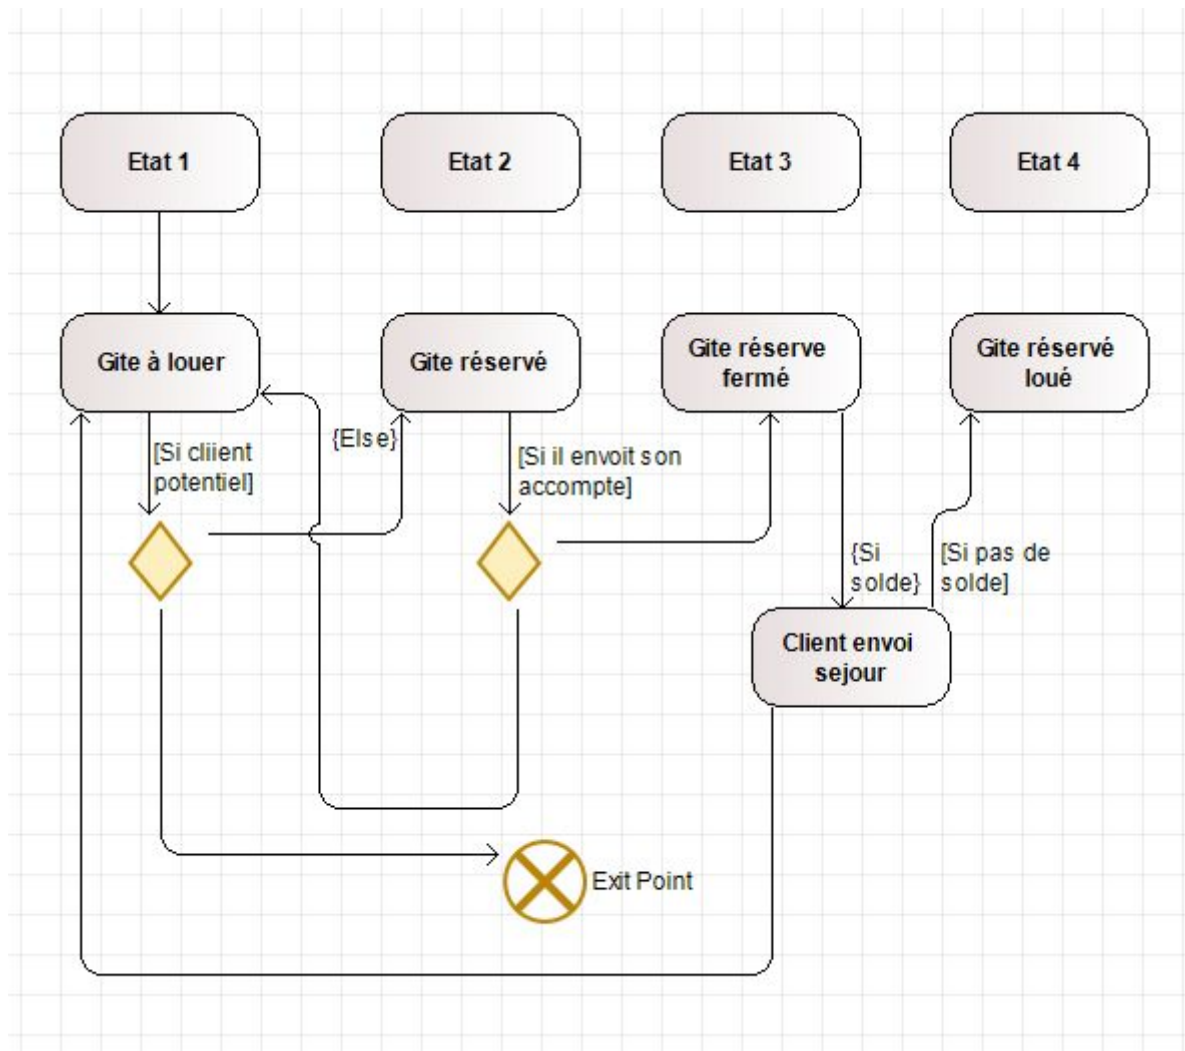 Etat 1
Etat 2
Etat 3
Etat 4
Gite à louer
Gite réservé
Gite réserve
fermé
Gite réservé
loué
[Si cliient
potentiel]
{Else}
[Si il envoit son
accompte]
{Si
solde}
[Si pas de
solde]
Client envoi
sejour
Exit Point